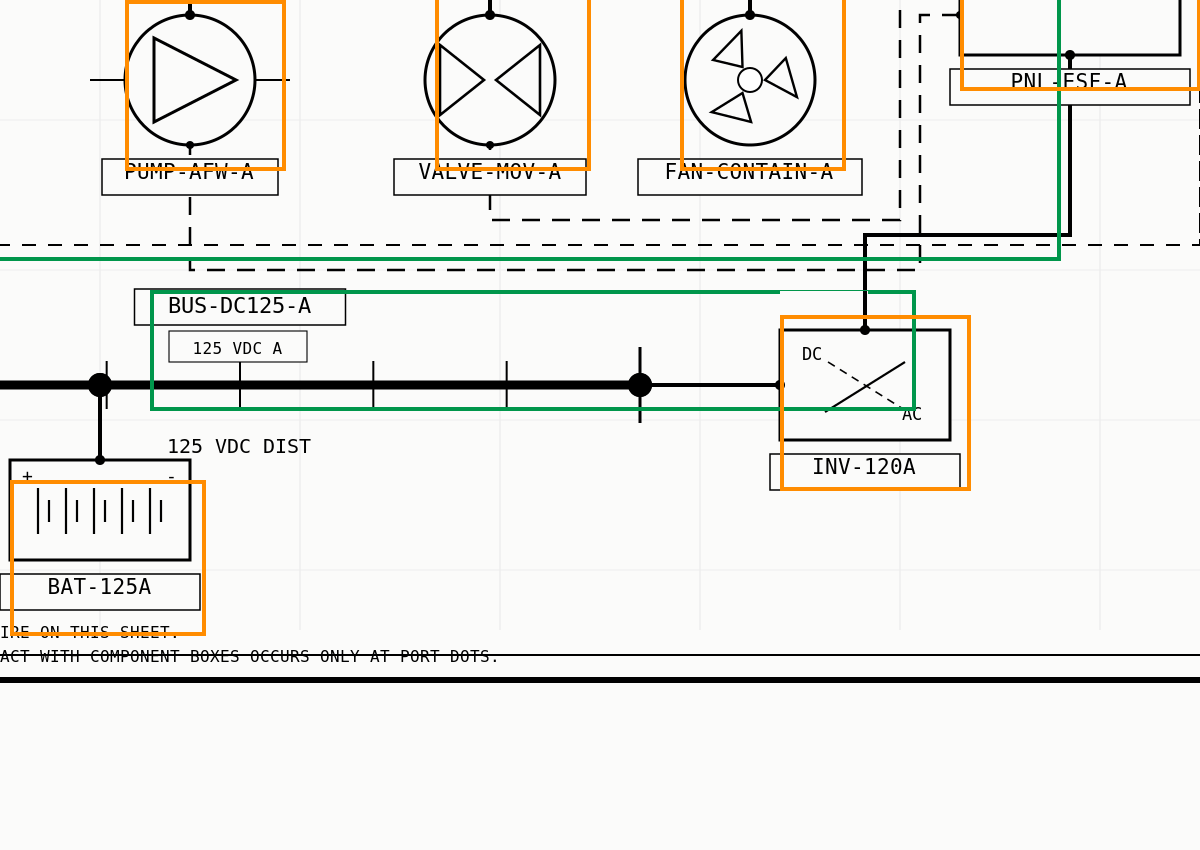 PNL-ESF-A
PUMP-AFW-A
VALVE-MOV-A
FAN-CONTAIN-A
BUS-DC125-A
125 VDC A
DC
AC
125 VDC DIST
INV-120A
+ -
BAT-125A
IRE ON THIS SHEET.
ACT WITH COMPONENT BOXES OCCURS ONLY AT PORT DOTS.